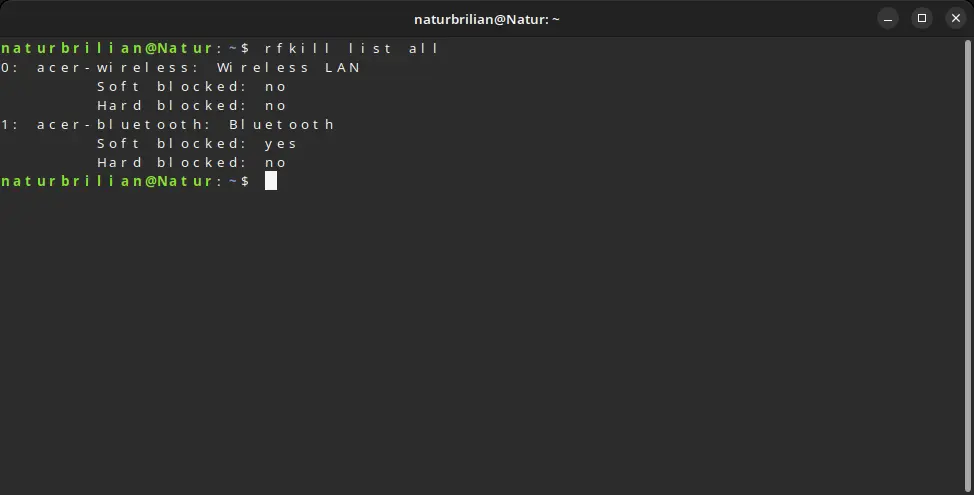 naturbrilian@Natur: ~
naturbrilian@Natur:~$ rfkill list all
0: acer-wireless: Wireless LAN
Soft blocked: no
Hard blocked: no
1: acer-bluetooth: Bluetooth
Soft blocked: yes
Hard blocked: no
naturbrilian@Natur:~$